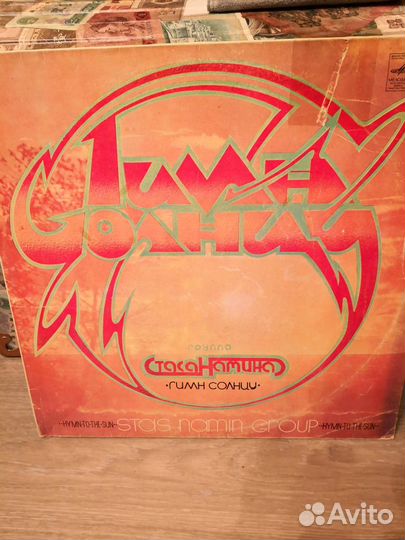 Гимн
Солнцу
группа
Стаса Намина
·ГИМН СОЛНЦУ·
-HYMN-TO-THE-SUN- STAS NAMIN GROUP -HYMN-TO-THE-SUN-
Avito